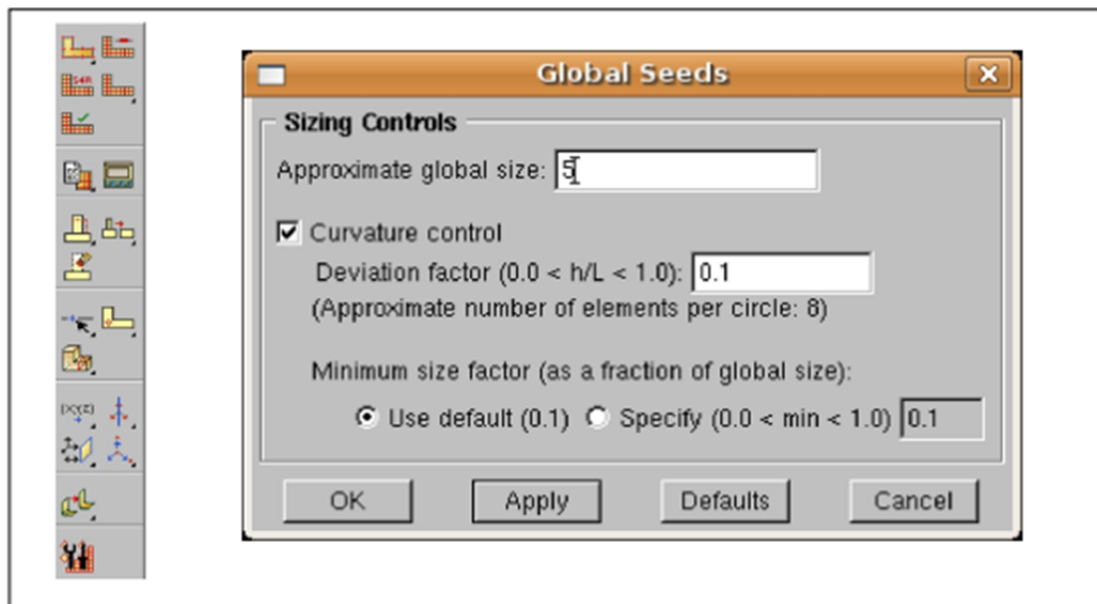 Global Seeds
Sizing Controls
Approximate global size: 5
Curvature control
Deviation factor (0.0 < h/L < 1.0): 0.1
(Approximate number of elements per circle: 8)
Minimum size factor (as a fraction of global size):
Use default (0.1) Specify (0.0 < min < 1.0) 0.1
OK Apply Defaults Cancel
(XYZ)